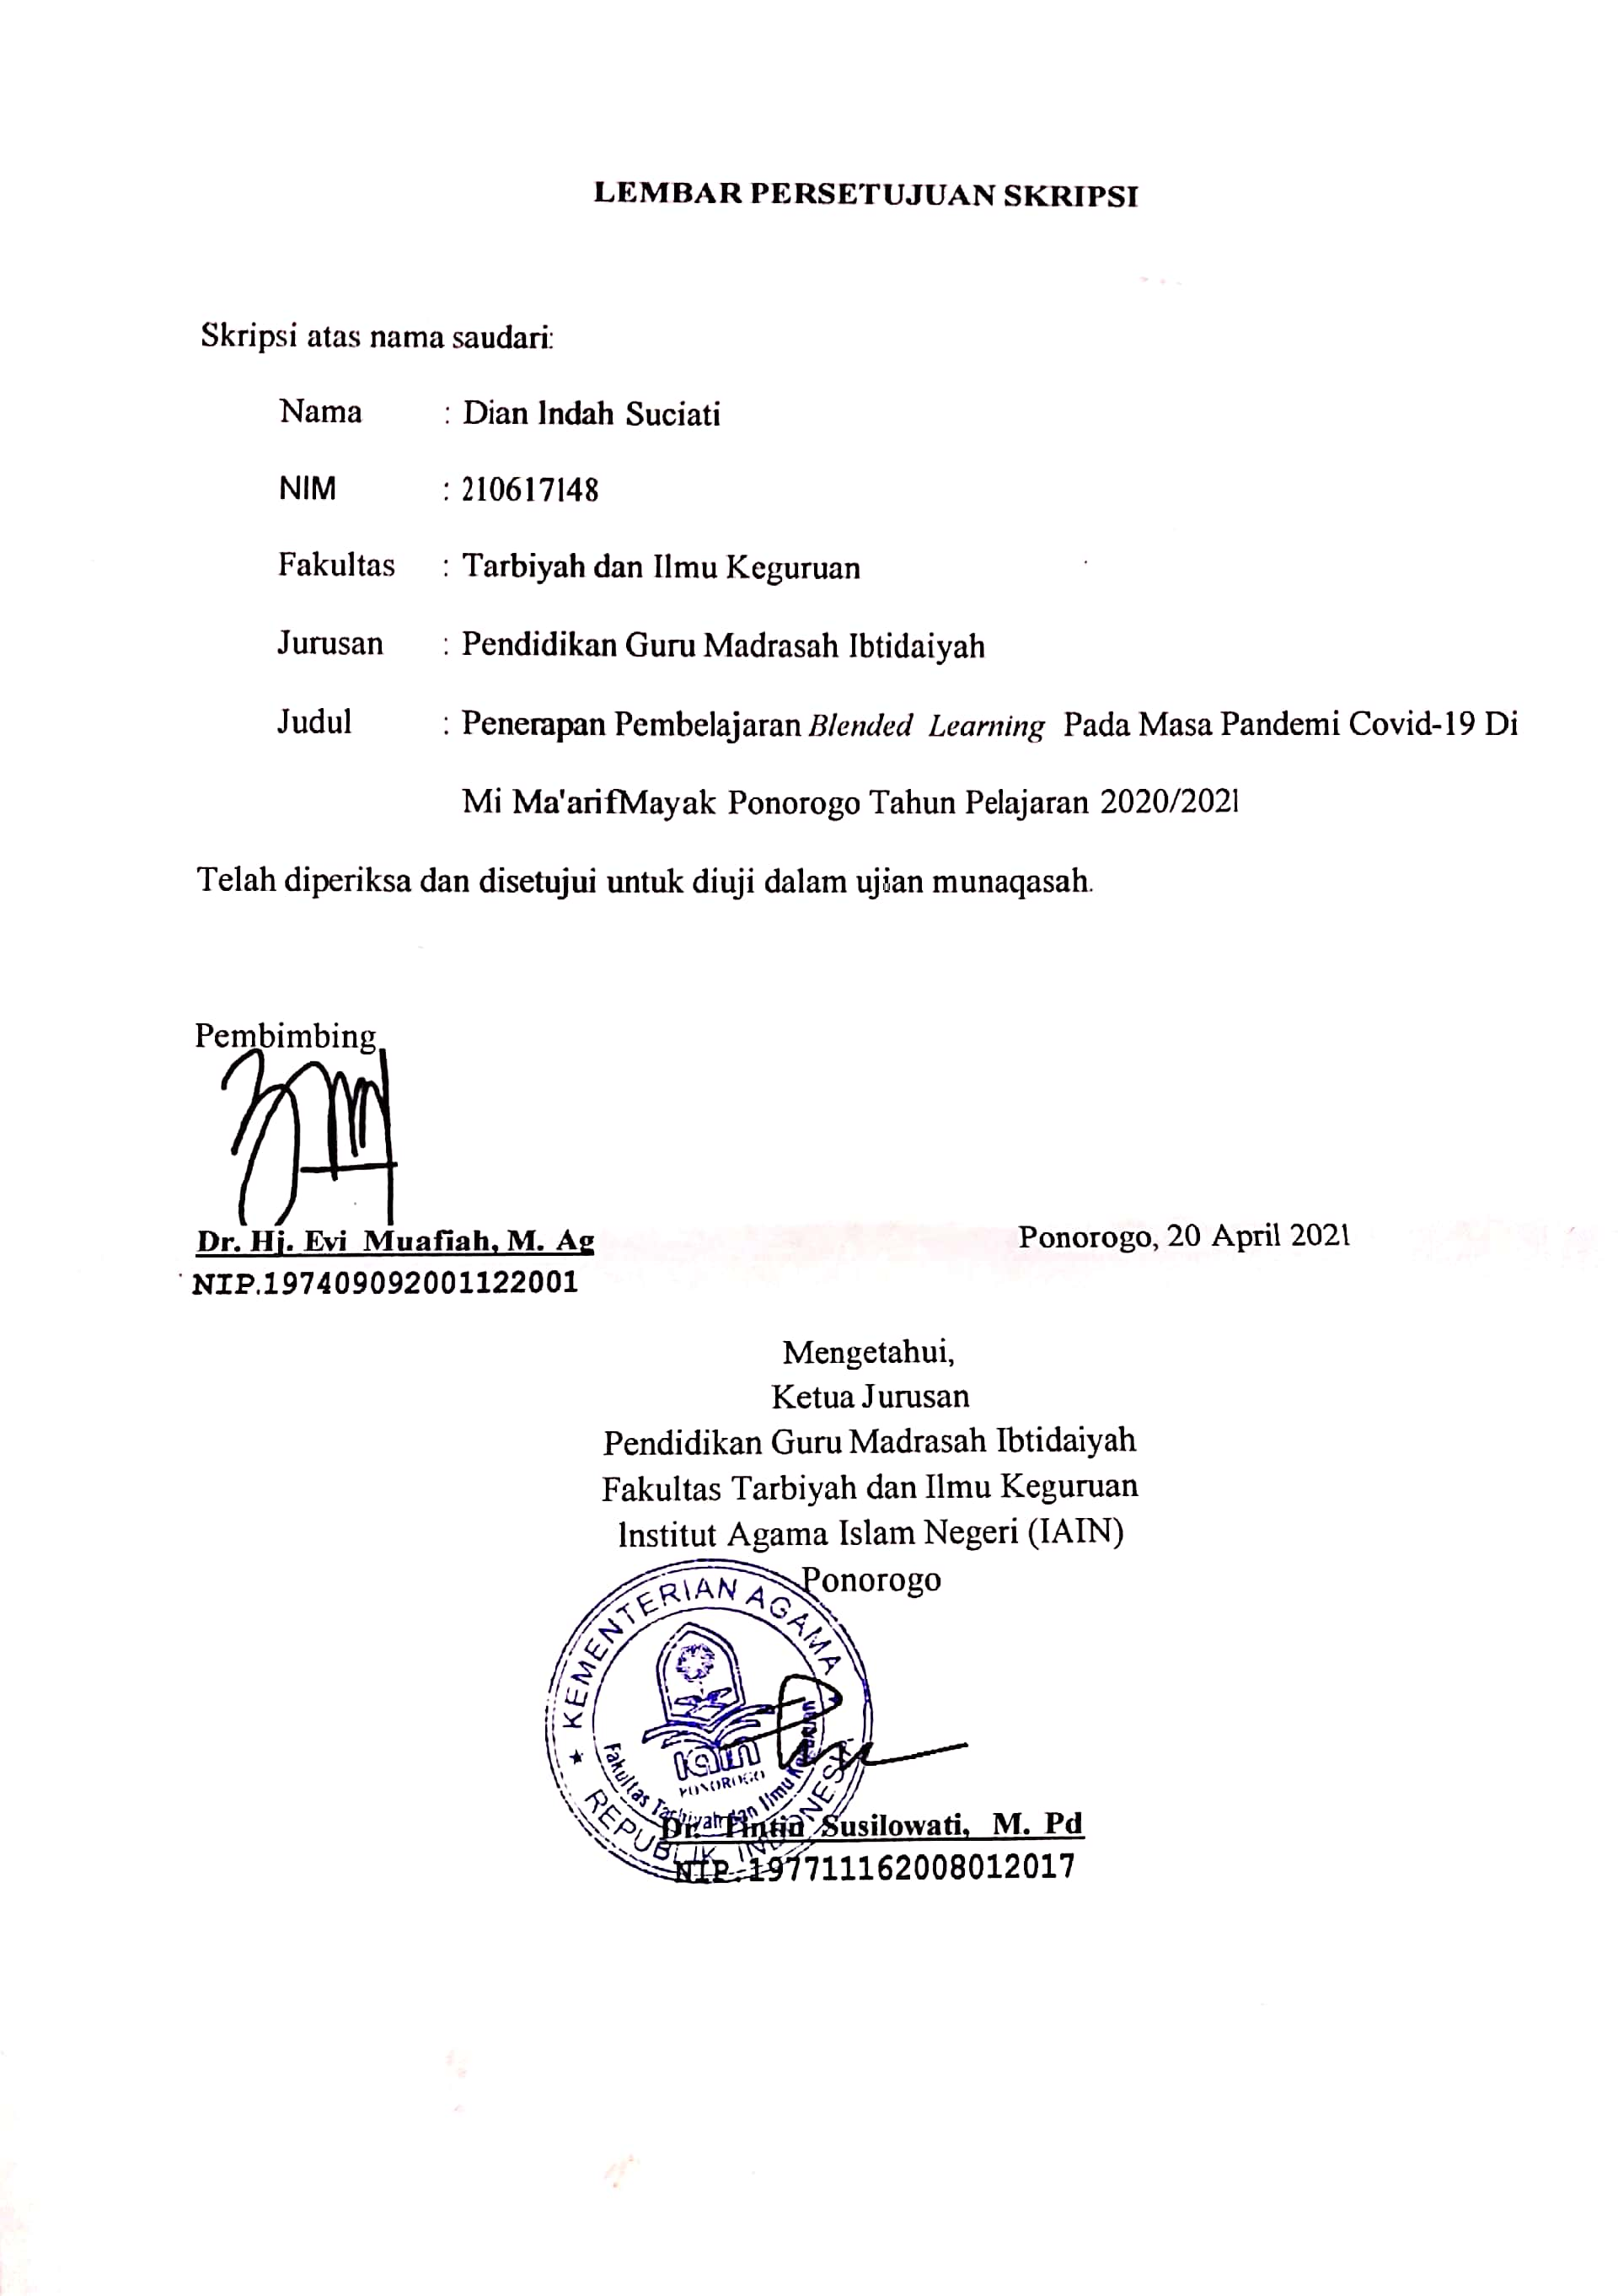 LEMBAR PERSETUJUAN SKRIPSI
Skripsi atas nama saudari:
Nama : Dian Indah Suciati
NIM : 210617148
Fakultas : Tarbiyah dan Ilmu Keguruan
Jurusan : Pendidikan Guru Madrasah Ibtidaiyah
Judul : Penerapan Pembelajaran Blended Learning Pada Masa Pandemi Covid-19 Di
Mi Ma'arifMayak Ponorogo Tahun Pelajaran 2020/2021
Telah diperiksa dan disetujui untuk diuji dalam ujian munaqasah.
Pembimbing
Dr. Hj. Evi Muafiah, M. Ag
NIP.197409092001122001
Ponorogo, 20 April 2021
Mengetahui,
Ketua Jurusan
Pendidikan Guru Madrasah Ibtidaiyah
Fakultas Tarbiyah dan Ilmu Keguruan
Institut Agama Islam Negeri (IAIN)
Ponorogo
KEMENTERIAN AGAMA
REPUBLIK INDONESIA
iain
PONOROGO
Fakultas Tarbiyah dan Ilmu Keguruan
Dr. Tintin Susilowati, M. Pd
NIP.197711162008012017